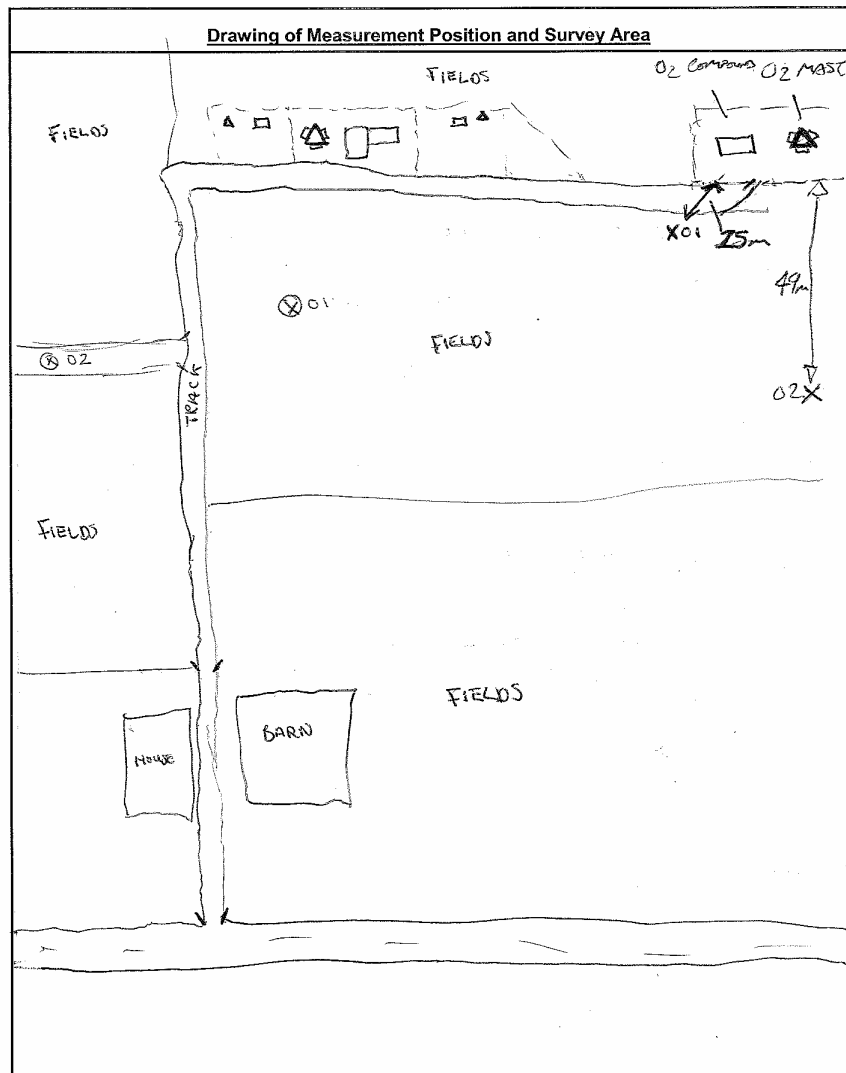 Drawing of Measurement Position and Survey Area
FIELDS
O2 COMPOUND
O2 MAST
FIELDS
X01
25m
01
49m
FIELDS
02
TRACK
02X
FIELDS
FIELDS
BARN
HOUSE